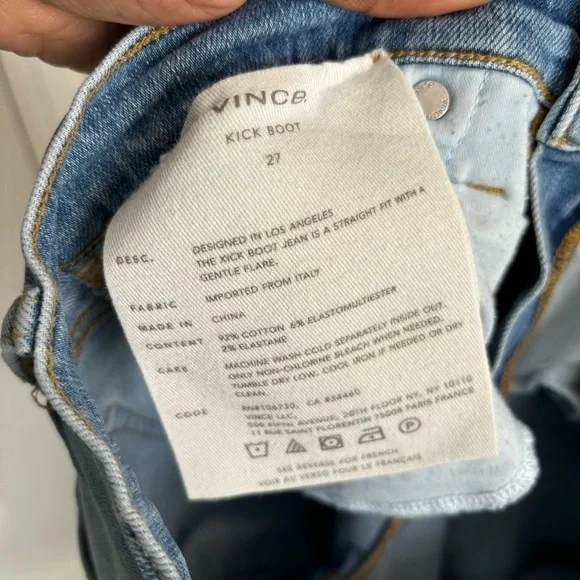 VINCE.
KICK BOOT
27
DESC. DESIGNED IN LOS ANGELES
THE KICK BOOT JEAN IS A STRAIGHT FIT WITH A
GENTLE FLARE.
FABRIC IMPORTED FROM ITALY
MADE IN CHINA
CONTENT 92% COTTON 6% ELASTOMULTIESTER
2% ELASTANE
CARE MACHINE WASH COLD SEPARATELY INSIDE OUT.
ONLY NON-CHLORINE BLEACH WHEN NEEDED.
TUMBLE DRY LOW. COOL IRON IF NEEDED OR DRY
CLEAN.
CODE RN#106730, CA #34460
VINCE LLC,
500 FIFTH AVENUE, 20TH FLOOR NY, NY 10110
11 RUE SAINT FLORENTIN 75008 PARIS FRANCE
SEE REVERSE FOR FRENCH
VOIR AU VERSO POUR LE FRANÇAIS